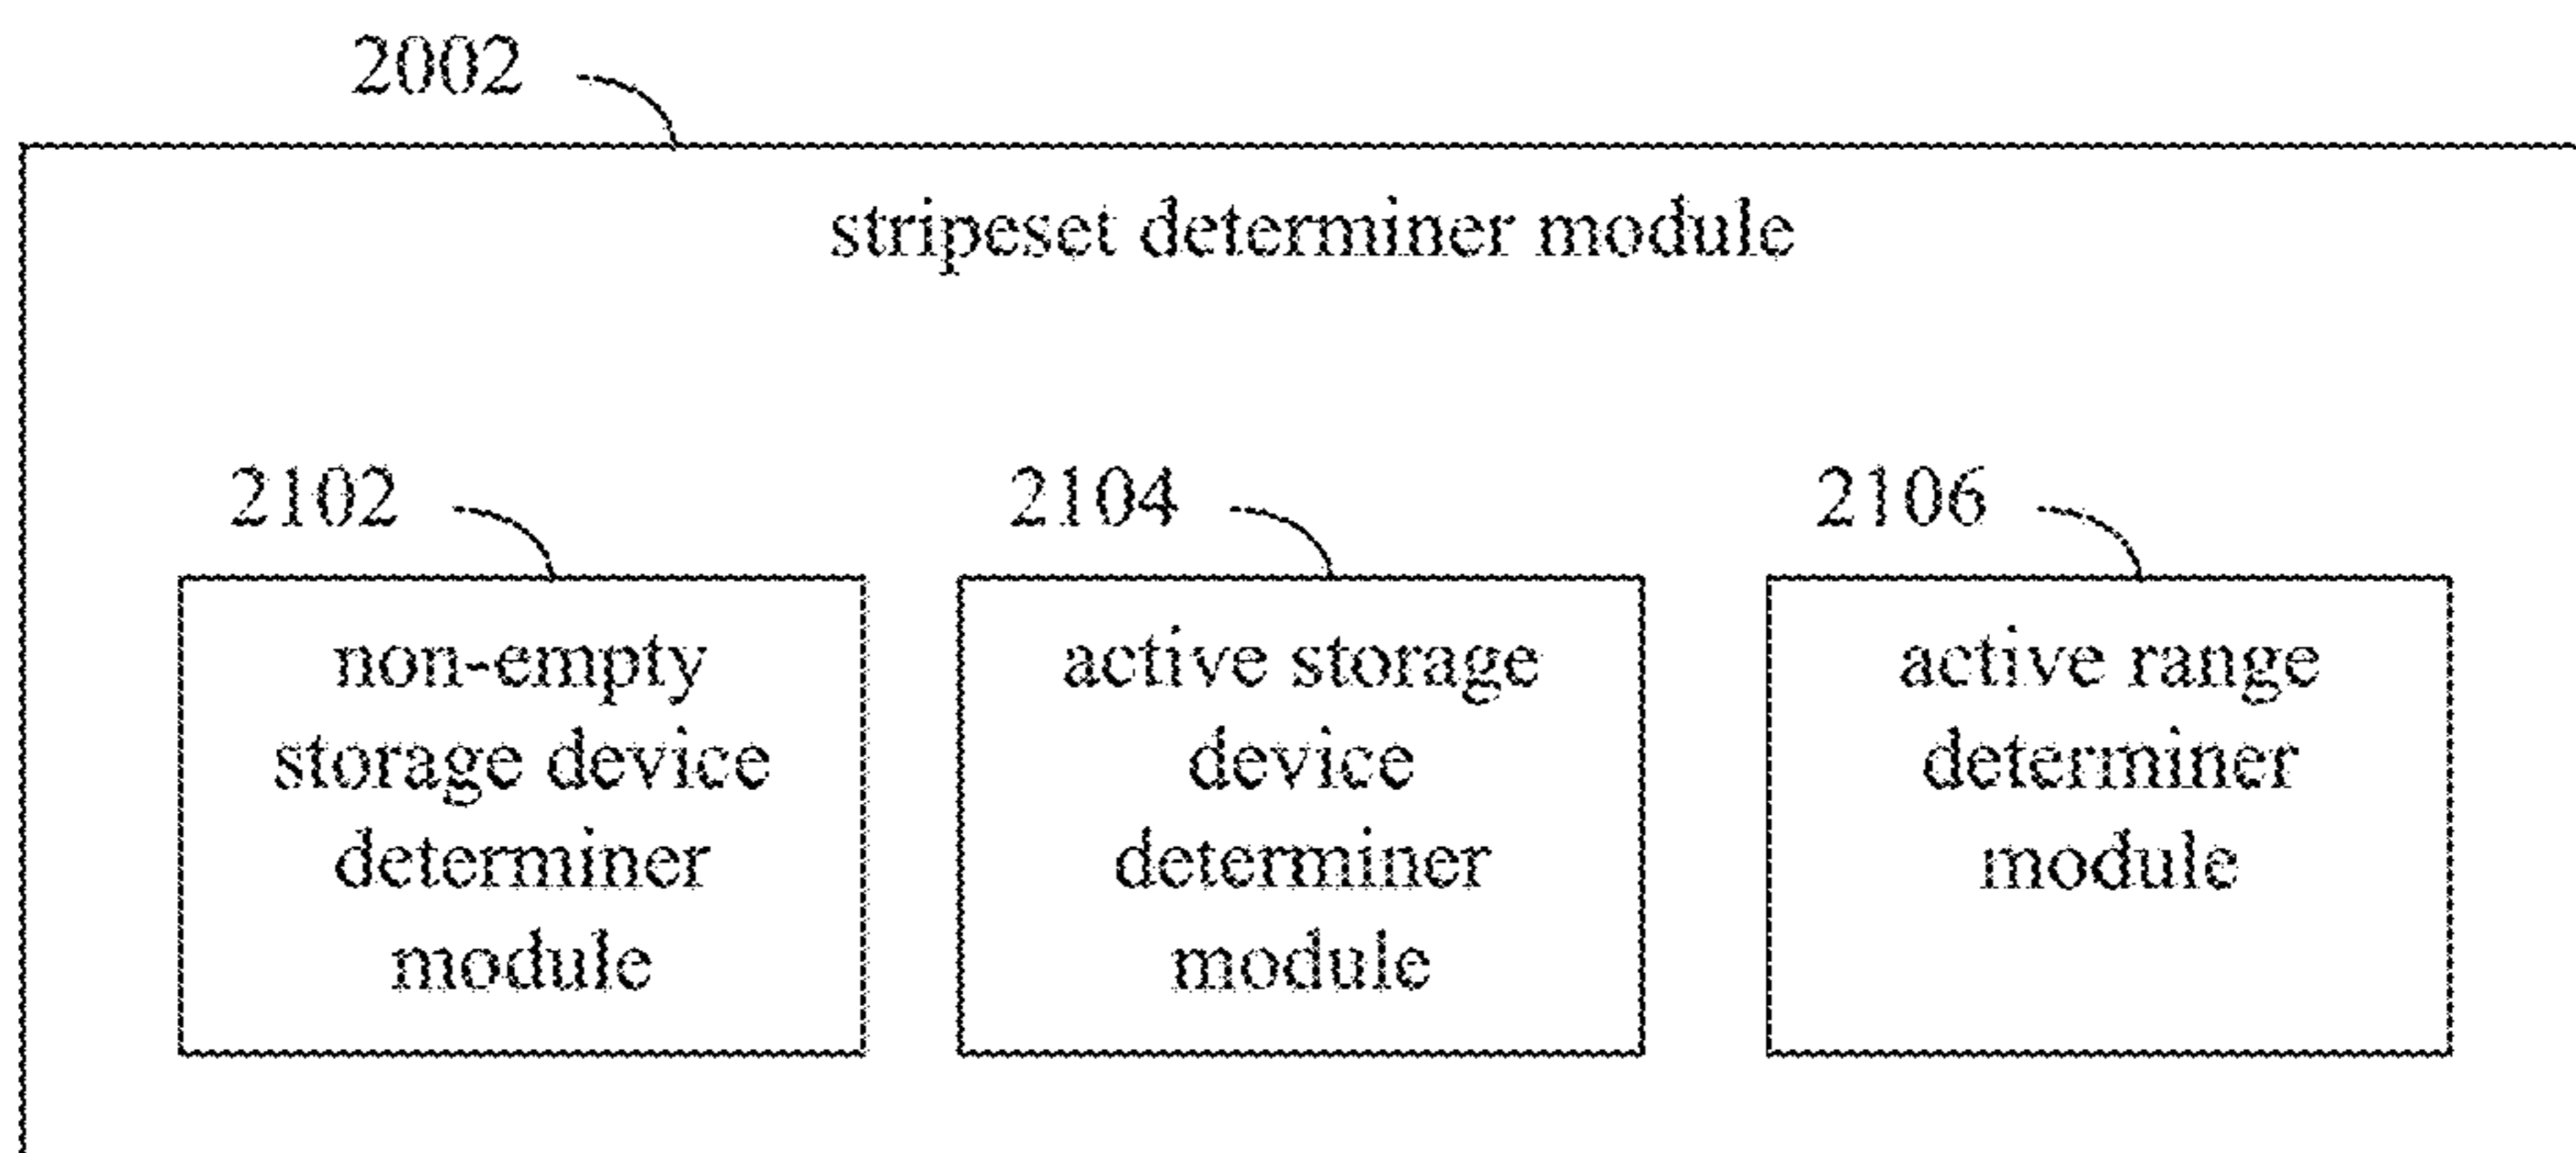 2002
stripeset determiner module
2102
2104
2106
non-empty
storage device
determiner
module
active storage
device
determiner
module
active range
determiner
module